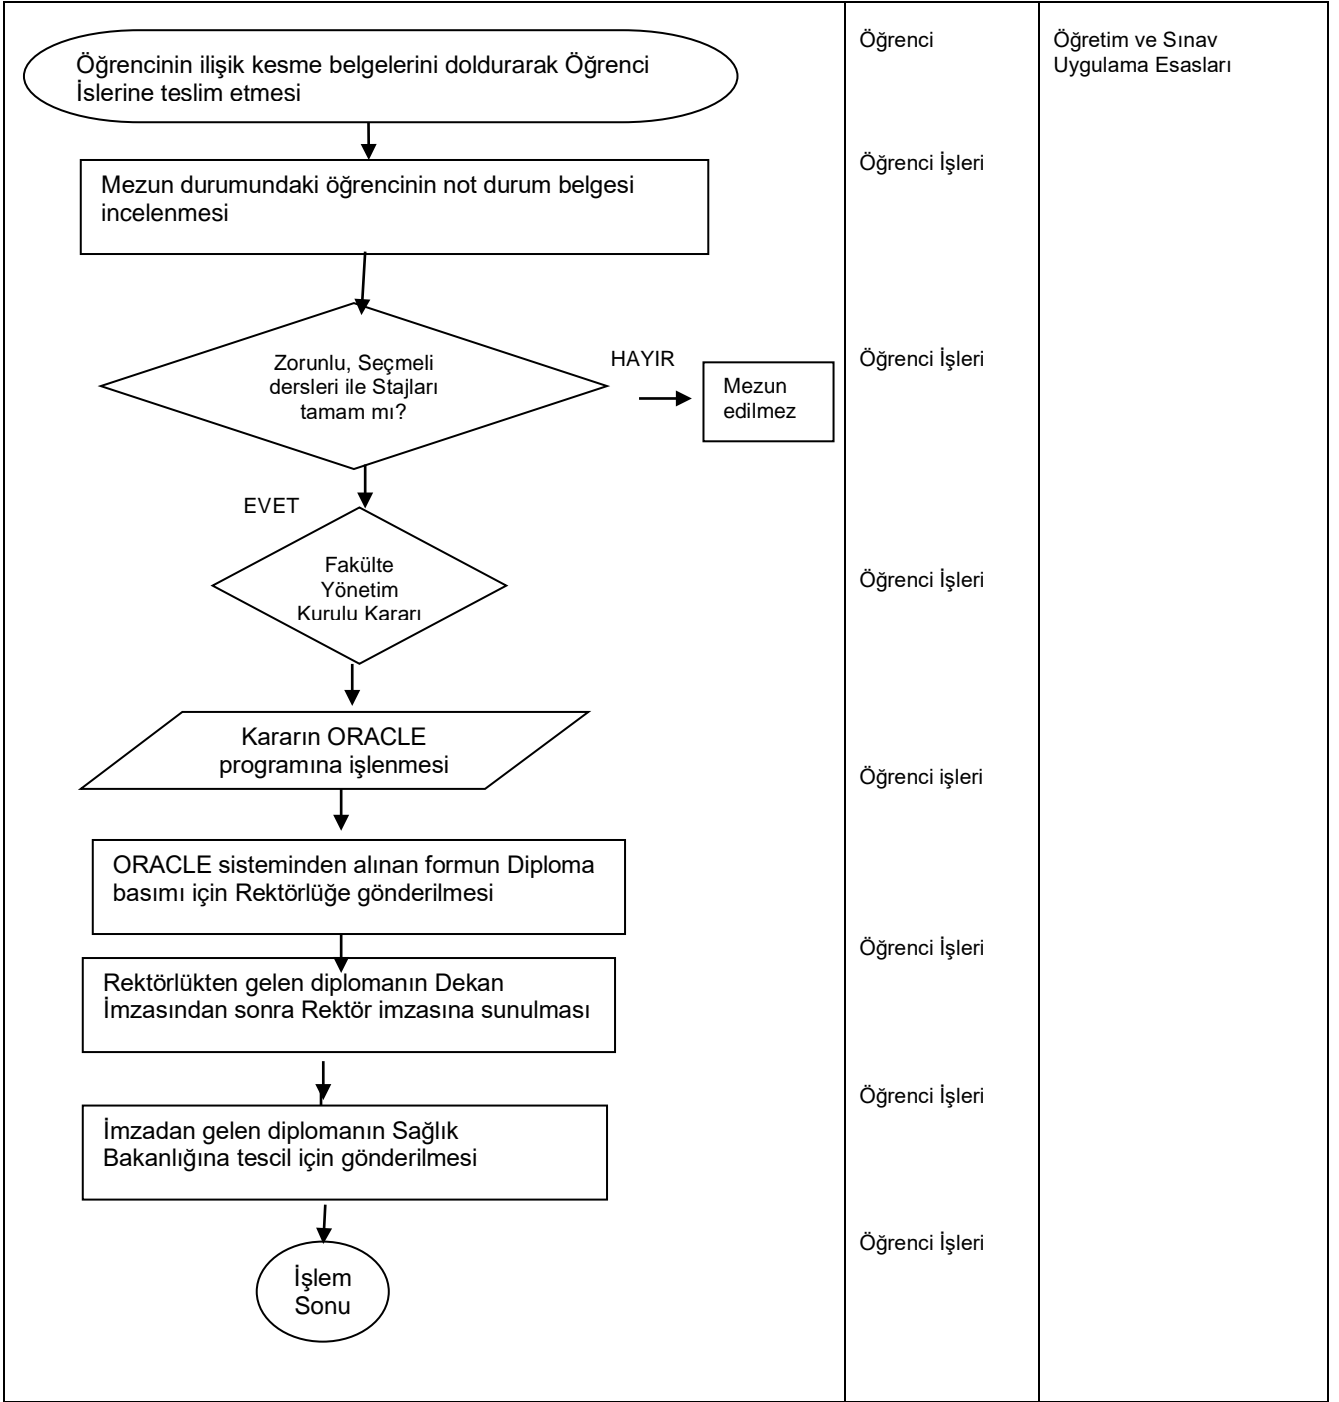 Öğrencinin ilişik kesme belgelerini doldurarak Öğrenci
İslerine teslim etmesi
Öğrenci
Öğretim ve Sınav
Uygulama Esasları
Mezun durumundaki öğrencinin not durum belgesi
incelenmesi
Öğrenci İşleri
Zorunlu, Seçmeli
dersleri ile Stajları
tamam mı?
HAYIR
Mezun
edilmez
Öğrenci İşleri
EVET
Fakülte
Yönetim
Kurulu Kararı
Öğrenci İşleri
Kararın ORACLE
programına işlenmesi
Öğrenci işleri
ORACLE sisteminden alınan formun Diploma
basımı için Rektörlüğe gönderilmesi
Öğrenci İşleri
Rektörlükten gelen diplomanın Dekan
İmzasından sonra Rektör imzasına sunulması
Öğrenci İşleri
İmzadan gelen diplomanın Sağlık
Bakanlığına tescil için gönderilmesi
Öğrenci İşleri
İşlem
Sonu